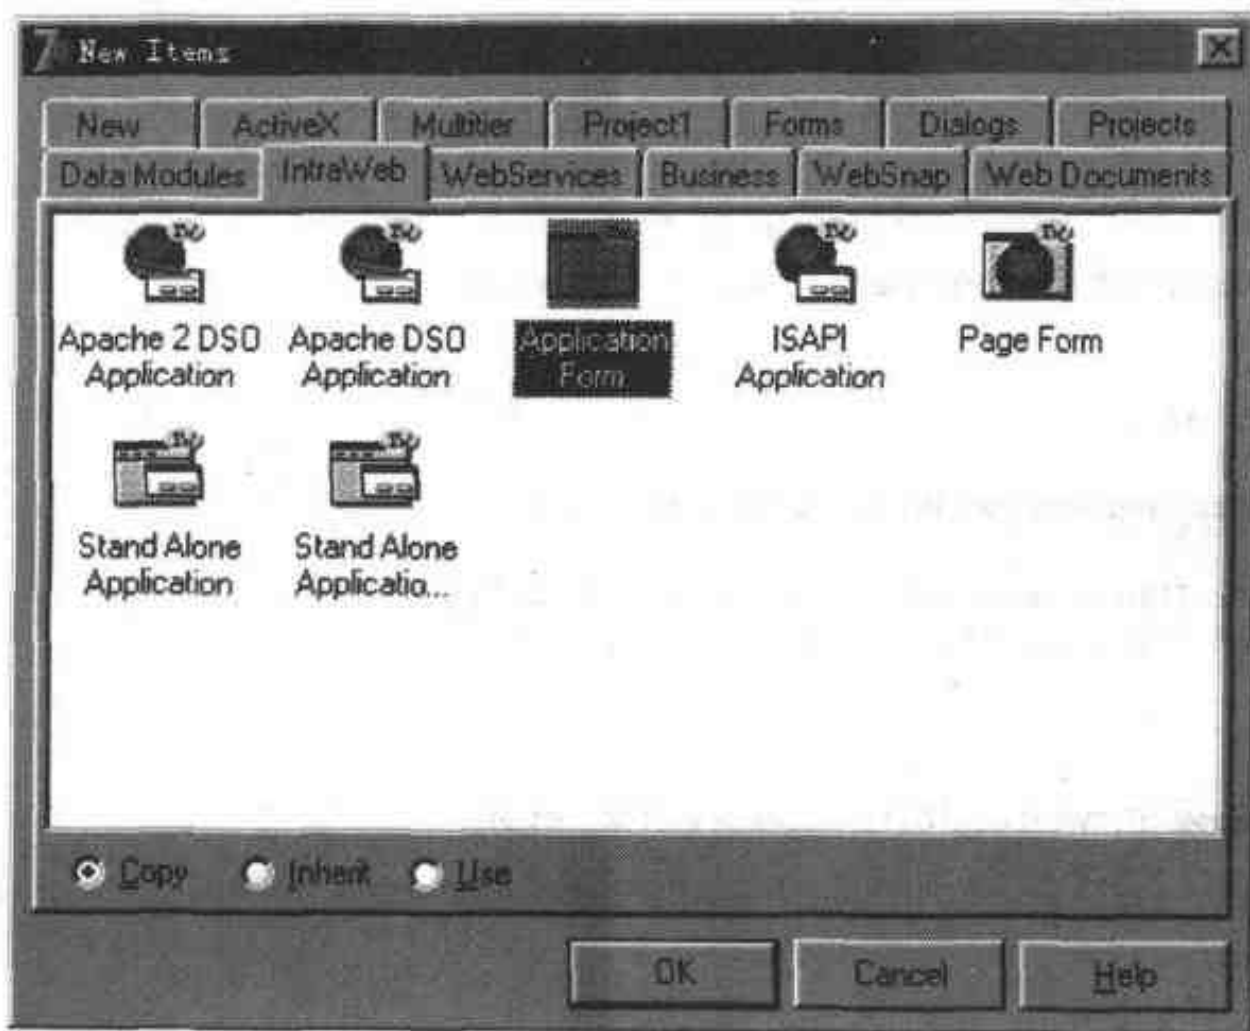 New Items
New ActiveX Multitier Project1 Forms Dialogs Projects
Data Modules IntraWeb WebServices Business WebSnap Web Documents
Apache 2 DSO Application
Apache DSO Application
Application Form
ISAPI Application
Page Form
Stand Alone Application
Stand Alone Applicatio...
Copy Inherit Use
OK Cancel Help